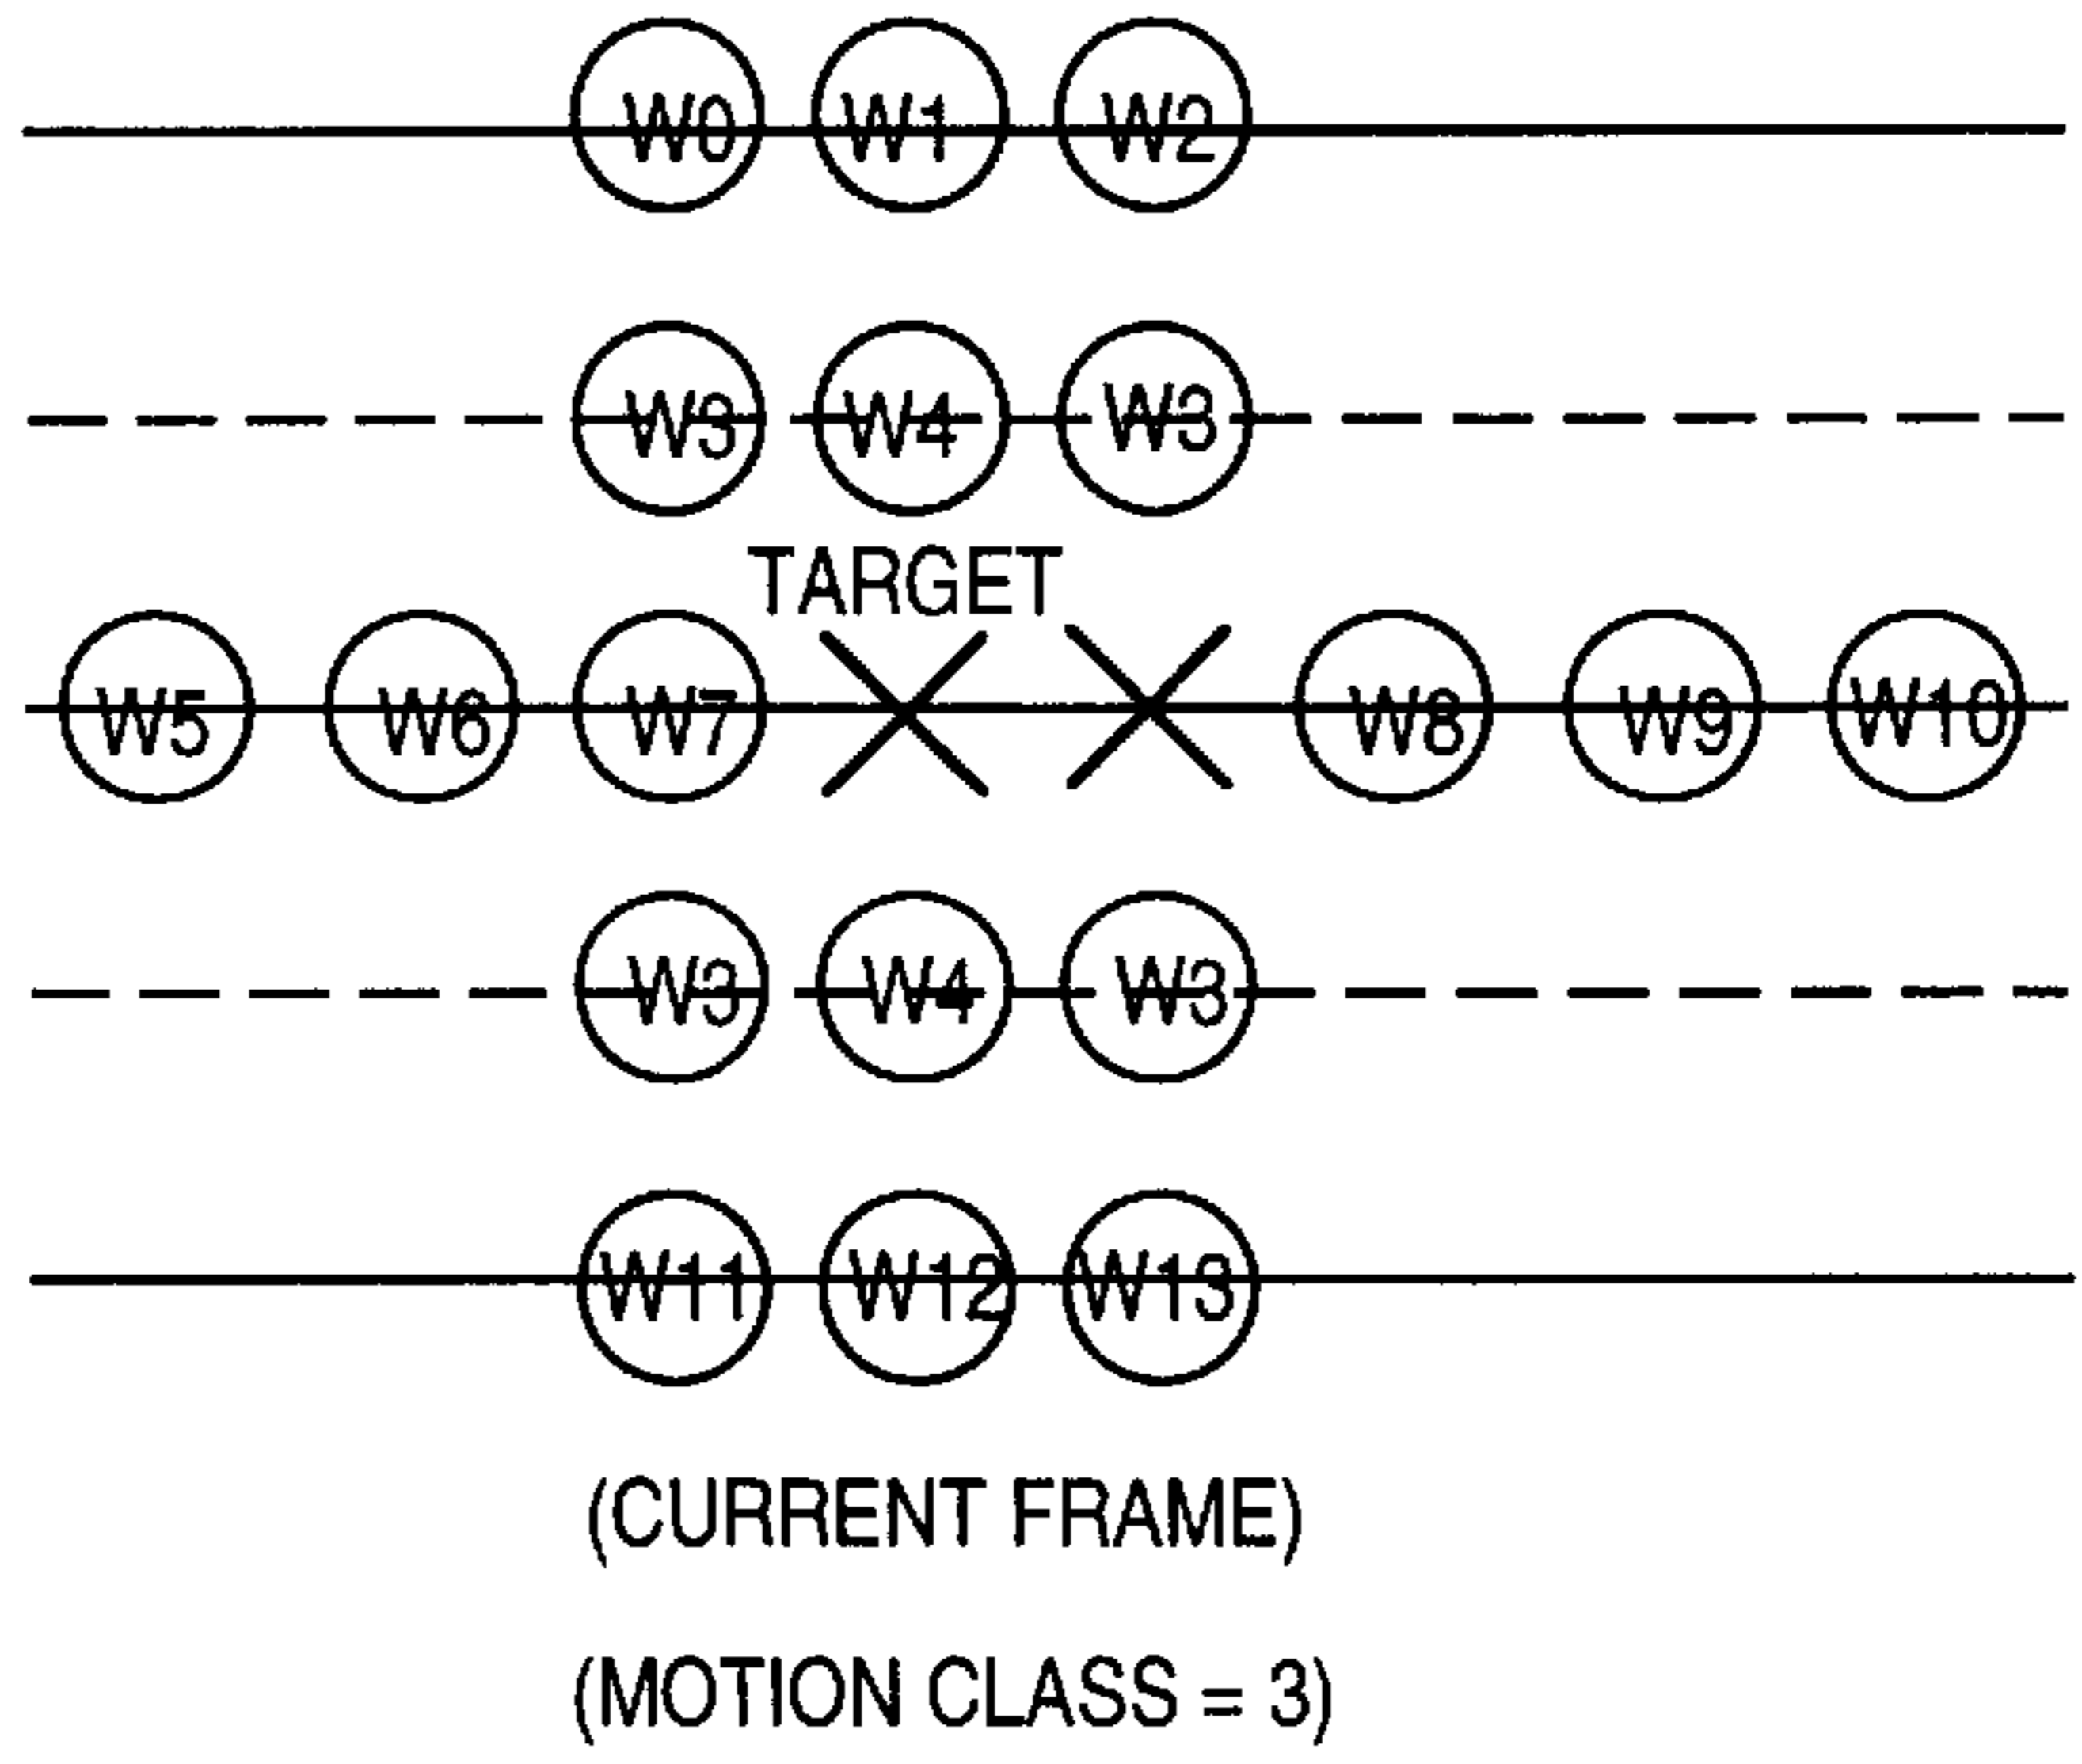 W0 W1 W2
W3 W4 W3
TARGET
W5 W6 W7 W8 W9 W10
W3 W4 W3
W11 W12 W13
(CURRENT FRAME)
(MOTION CLASS = 3)